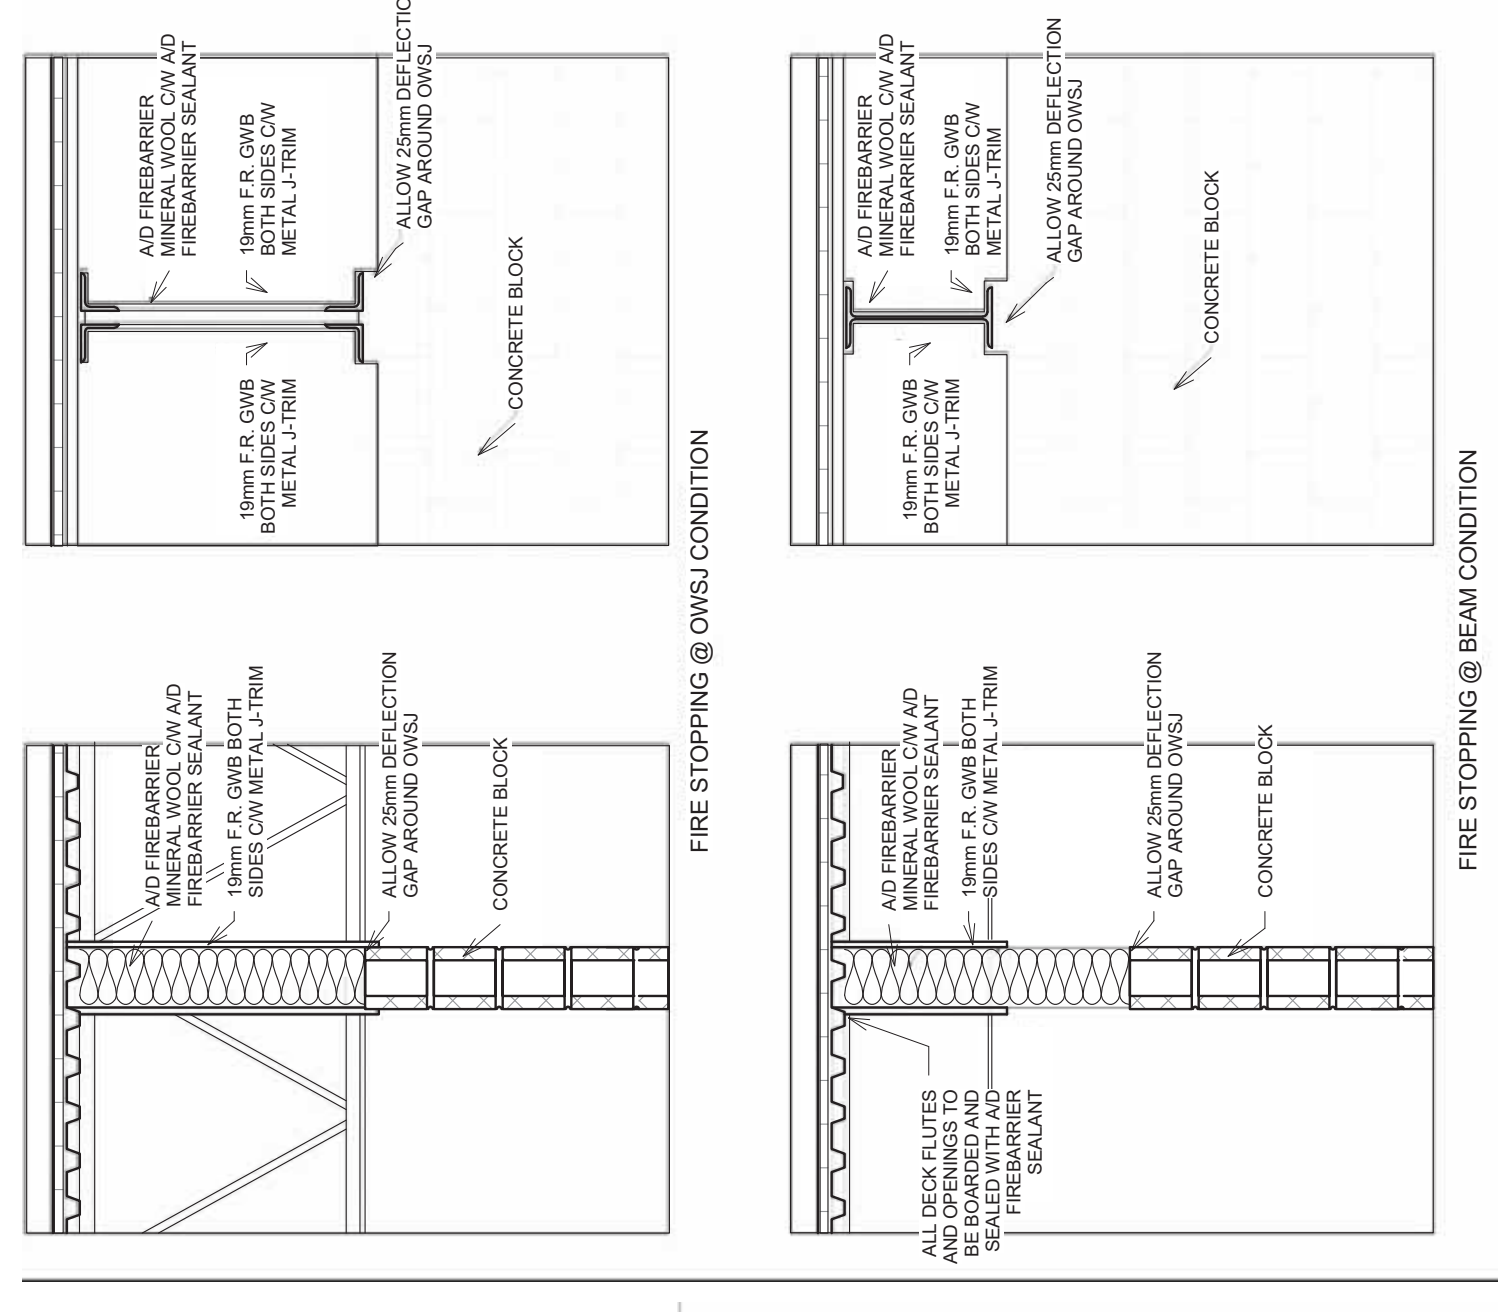 A/D FIREBARRIER
MINERAL WOOL C/W A/D
FIREBARRIER SEALANT
19mm F.R. GWB BOTH
SIDES C/W METAL J-TRIM
ALLOW 25mm DEFLECTION
GAP AROUND OWSJ
CONCRETE BLOCK
A/D FIREBARRIER
MINERAL WOOL C/W A/D
FIREBARRIER SEALANT
19mm F.R. GWB
BOTH SIDES C/W
METAL J-TRIM
19mm F.R. GWB
BOTH SIDES C/W
METAL J-TRIM
ALLOW 25mm DEFLECTIO
GAP AROUND OWSJ
CONCRETE BLOCK
FIRE STOPPING @ OWSJ CONDITION
ALL DECK FLUTES
AND OPENINGS TO
BE BOARDED AND
SEALED WITH A/D
FIREBARRIER
SEALANT
A/D FIREBARRIER
MINERAL WOOL C/W A/D
FIREBARRIER SEALANT
19mm F.R. GWB BOTH
SIDES C/W METAL J-TRIM
ALLOW 25mm DEFLECTION
GAP AROUND OWSJ
CONCRETE BLOCK
A/D FIREBARRIER
MINERAL WOOL C/W A/D
FIREBARRIER SEALANT
19mm F.R. GWB
BOTH SIDES C/W
METAL J-TRIM
19mm F.R. GWB
BOTH SIDES C/W
METAL J-TRIM
ALLOW 25mm DEFLECTION
GAP AROUND OWSJ
CONCRETE BLOCK
FIRE STOPPING @ BEAM CONDITION